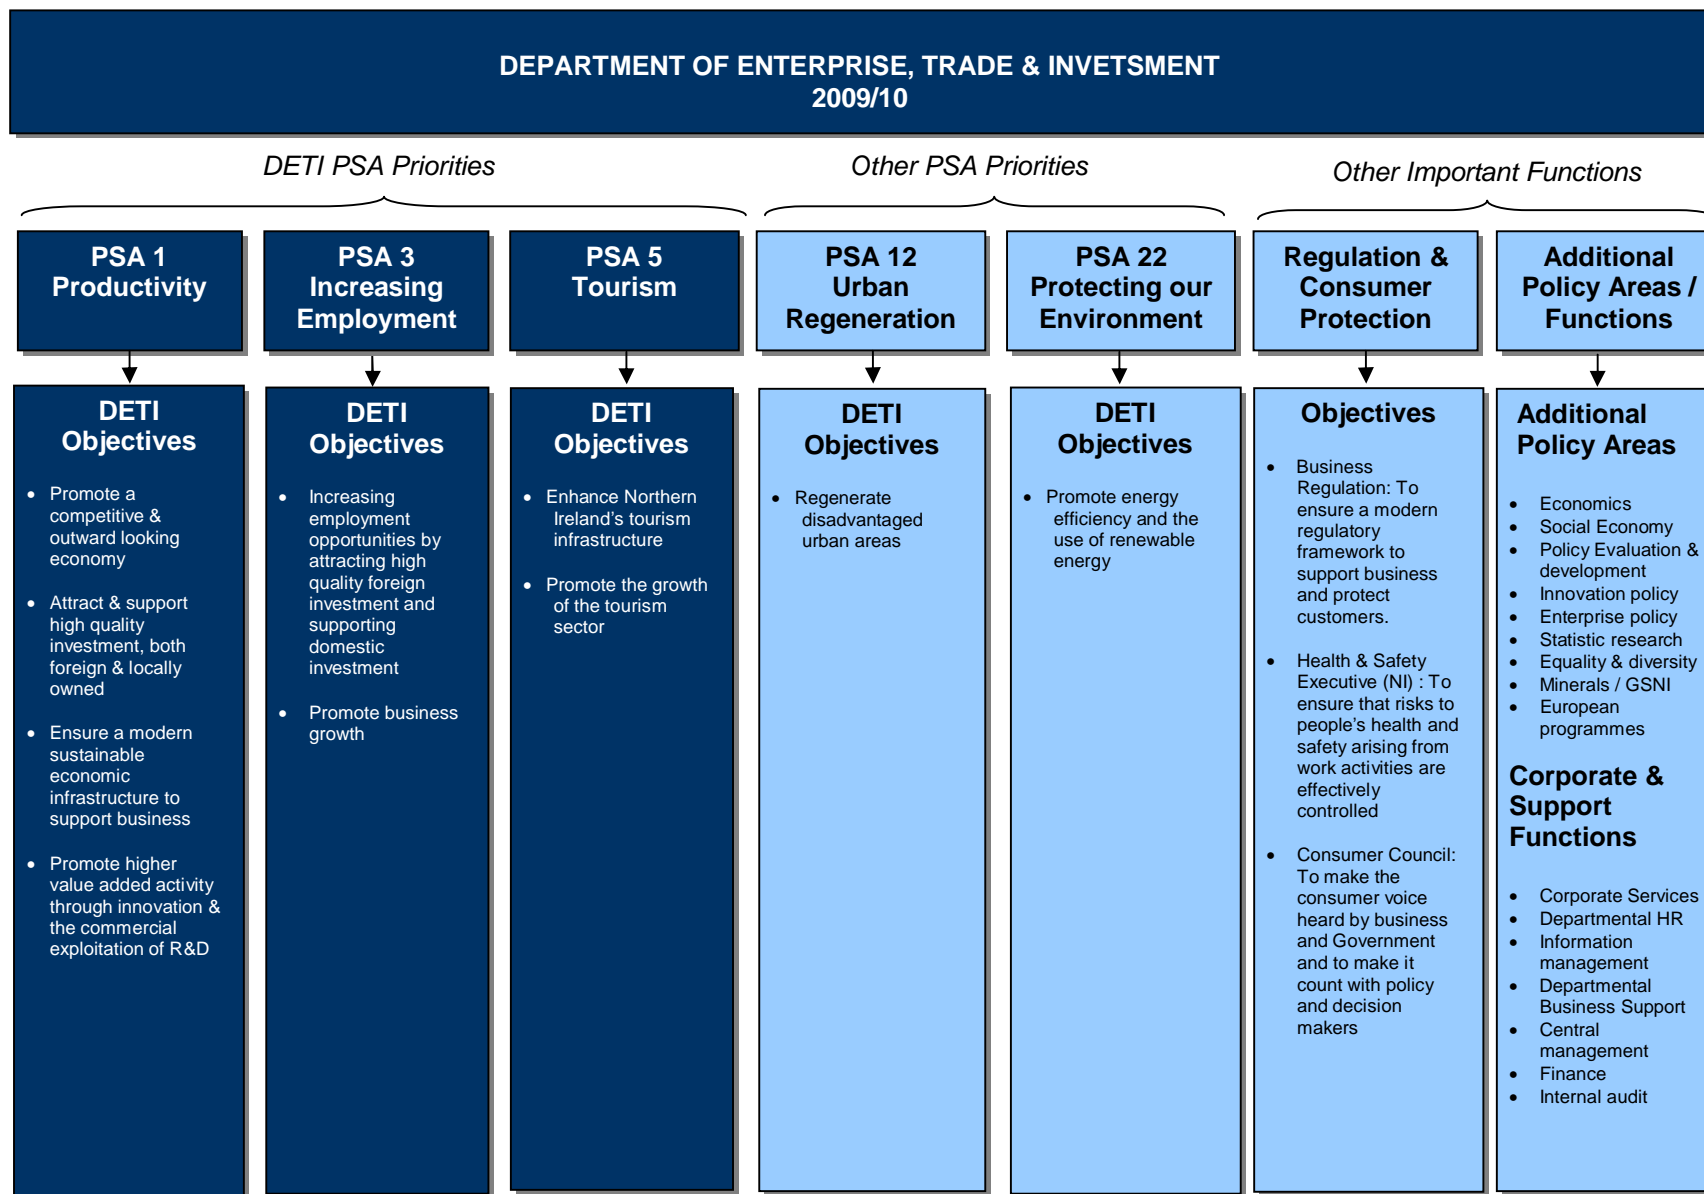 DEPARTMENT OF ENTERPRISE, TRADE & INVETSMENT
2009/10
DETI PSA Priorities
Other PSA Priorities
Other Important Functions
PSA 1
Productivity
PSA 3
Increasing
Employment
PSA 5
Tourism
PSA 12
Urban
Regeneration
PSA 22
Protecting our
Environment
Regulation &
Consumer
Protection
Additional
Policy Areas /
Functions
DETI
Objectives
• Promote a
competitive &
outward looking
economy
• Attract & support
high quality
investment, both
foreign & locally
owned
• Ensure a modern
sustainable
economic
infrastructure to
support business
• Promote higher
value added activity
through innovation &
the commercial
exploitation of R&D
DETI
Objectives
• Increasing
employment
opportunities by
attracting high
quality foreign
investment and
supporting
domestic
investment
• Promote business
growth
DETI
Objectives
• Enhance Northern
Ireland's tourism
infrastructure
• Promote the growth
of the tourism
sector
DETI
Objectives
• Regenerate
disadvantaged
urban areas
DETI
Objectives
• Promote energy
efficiency and the
use of renewable
energy
Objectives
• Business
Regulation: To
ensure a modern
regulatory
framework to
support business
and protect
customers.
• Health & Safety
Executive (NI) : To
ensure that risks to
people's health and
safety arising from
work activities are
effectively
controlled
• Consumer Council:
To make the
consumer voice
heard by business
and Government
and to make it
count with policy
and decision
makers
Additional
Policy Areas
• Economics
• Social Economy
• Policy Evaluation &
development
• Innovation policy
• Enterprise policy
• Statistic research
• Equality & diversity
• Minerals / GSNI
• European
programmes
Corporate &
Support
Functions
• Corporate Services
• Departmental HR
• Information
management
• Departmental
Business Support
• Central
management
• Finance
• Internal audit